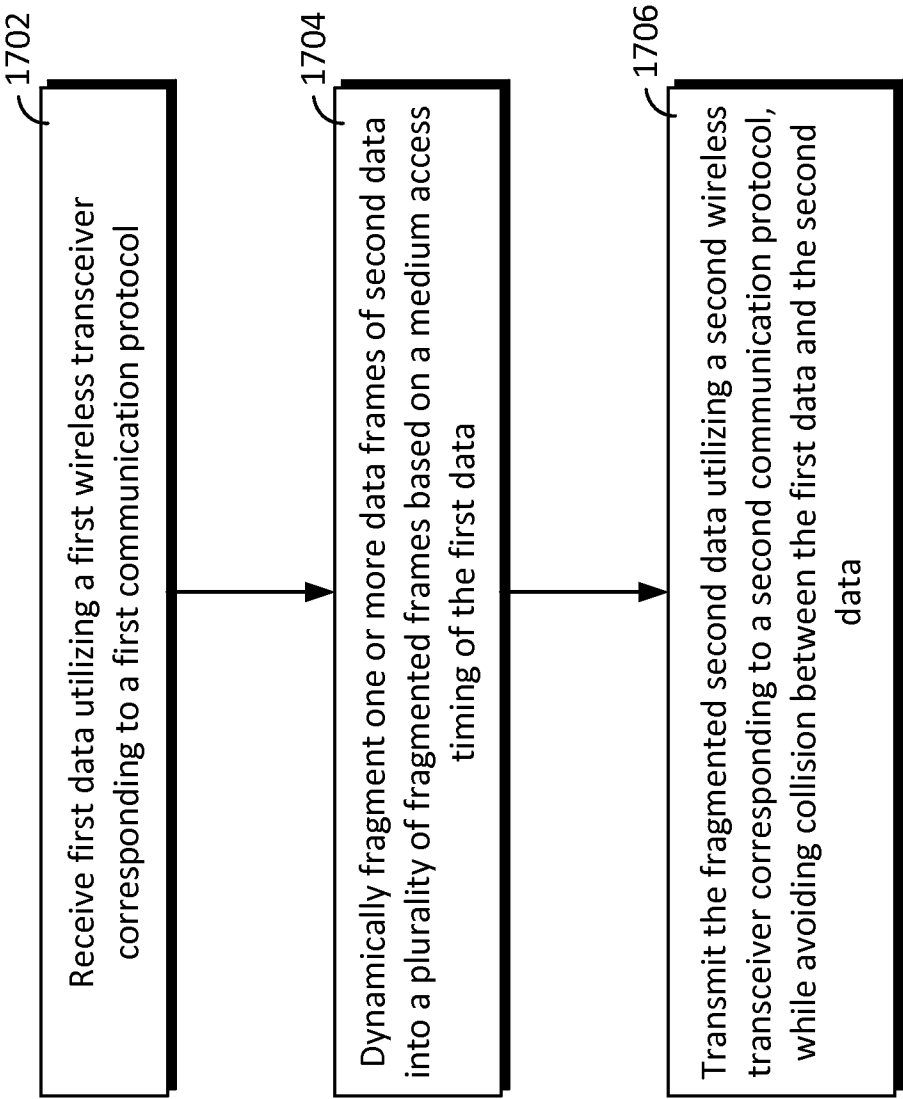 1702
Receive first data utilizing a first wireless transceiver
corresponding to a first communication protocol
1704
Dynamically fragment one or more data frames of second data
into a plurality of fragmented frames based on a medium access
timing of the first data
1706
Transmit the fragmented second data utilizing a second wireless
transceiver corresponding to a second communication protocol,
while avoiding collision between the first data and the second
data